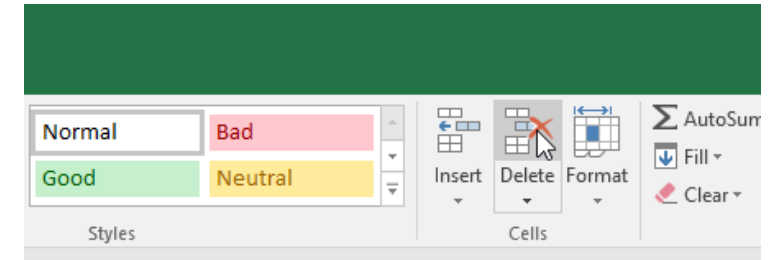 Normal
Bad
Good
Neutral
Styles
Insert
Delete
Format
Cells
AutoSum
Fill
Clear